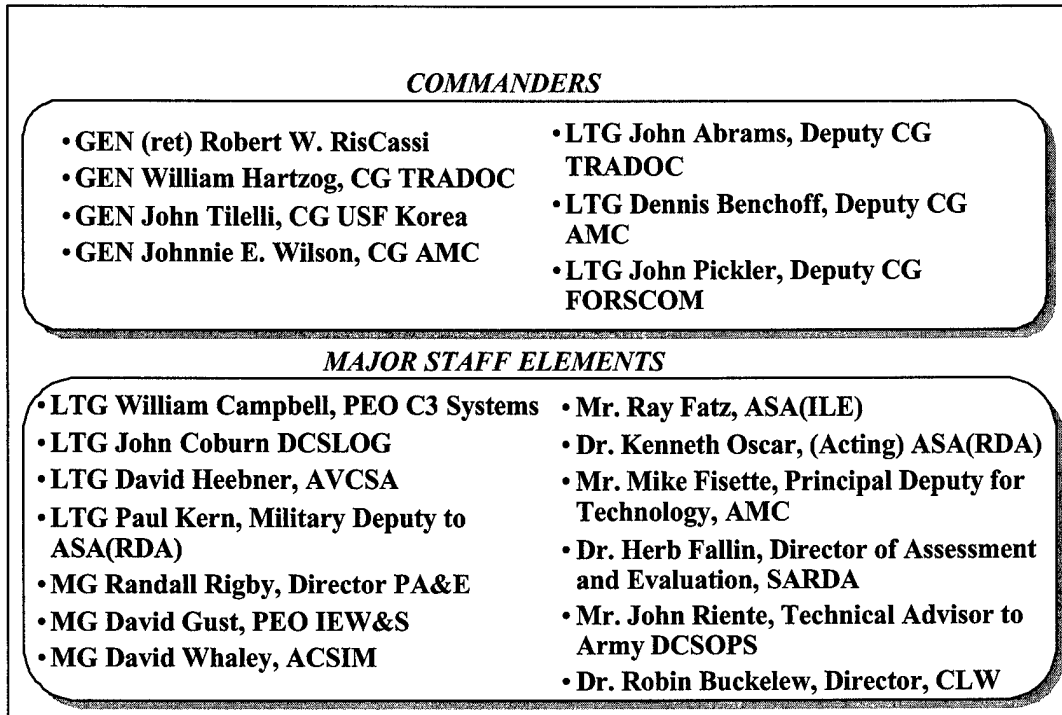 COMMANDERS
• GEN (ret) Robert W. RisCassi
• GEN William Hartzog, CG TRADOC
• GEN John Tilelli, CG USF Korea
• GEN Johnnie E. Wilson, CG AMC
• LTG John Abrams, Deputy CG
TRADOC
• LTG Dennis Benchoff, Deputy CG
AMC
• LTG John Pickler, Deputy CG
FORSCOM
MAJOR STAFF ELEMENTS
• LTG William Campbell, PEO C3 Systems
• LTG John Coburn DCSLOG
• LTG David Heebner, AVCSA
• LTG Paul Kern, Military Deputy to
ASA(RDA)
• MG Randall Rigby, Director PA&E
• MG David Gust, PEO IEW&S
• MG David Whaley, ACSIM
• Mr. Ray Fatz, ASA(ILE)
• Dr. Kenneth Oscar, (Acting) ASA(RDA)
• Mr. Mike Fisette, Principal Deputy for
Technology, AMC
• Dr. Herb Fallin, Director of Assessment
and Evaluation, SARDA
• Mr. John Riente, Technical Advisor to
Army DCSOPS
• Dr. Robin Buckelew, Director, CLW